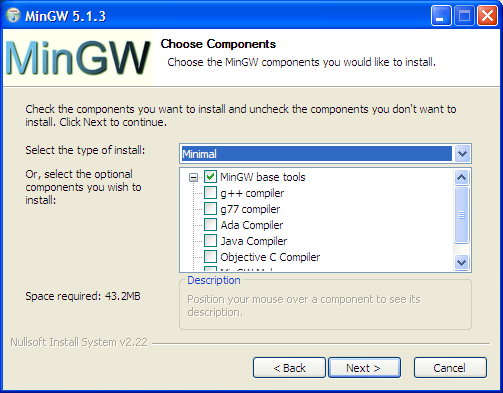 MinGW 5.1.3
MinGW
Choose Components
Choose the MinGW components you would like to install.
Check the components you want to install and uncheck the components you don't want to
install. Click Next to continue.
Select the type of install:
Minimal
Or, select the optional
components you wish to
install:
MinGW base tools
g++ compiler
g77 compiler
Ada Compiler
Java Compiler
Objective C Compiler
Space required: 43.2MB
Description
Position your mouse over a component to see its
description.
Nullsoft Install System v2.22
< Back
Next >
Cancel